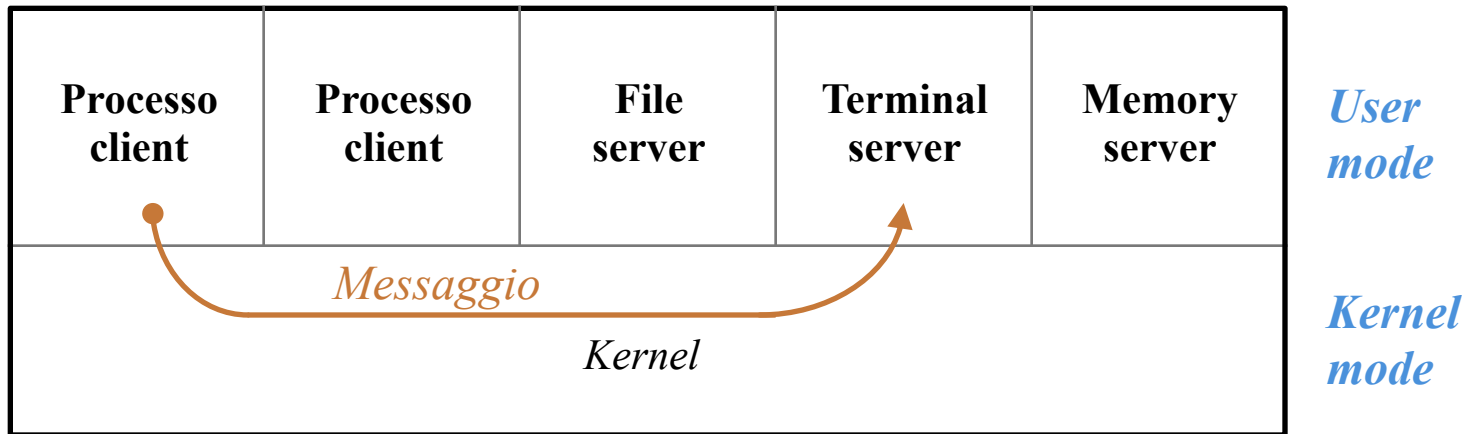 Processo
client
Processo
client
File
server
Terminal
server
Memory
server
User
mode
Messaggio
Kernel
Kernel
mode